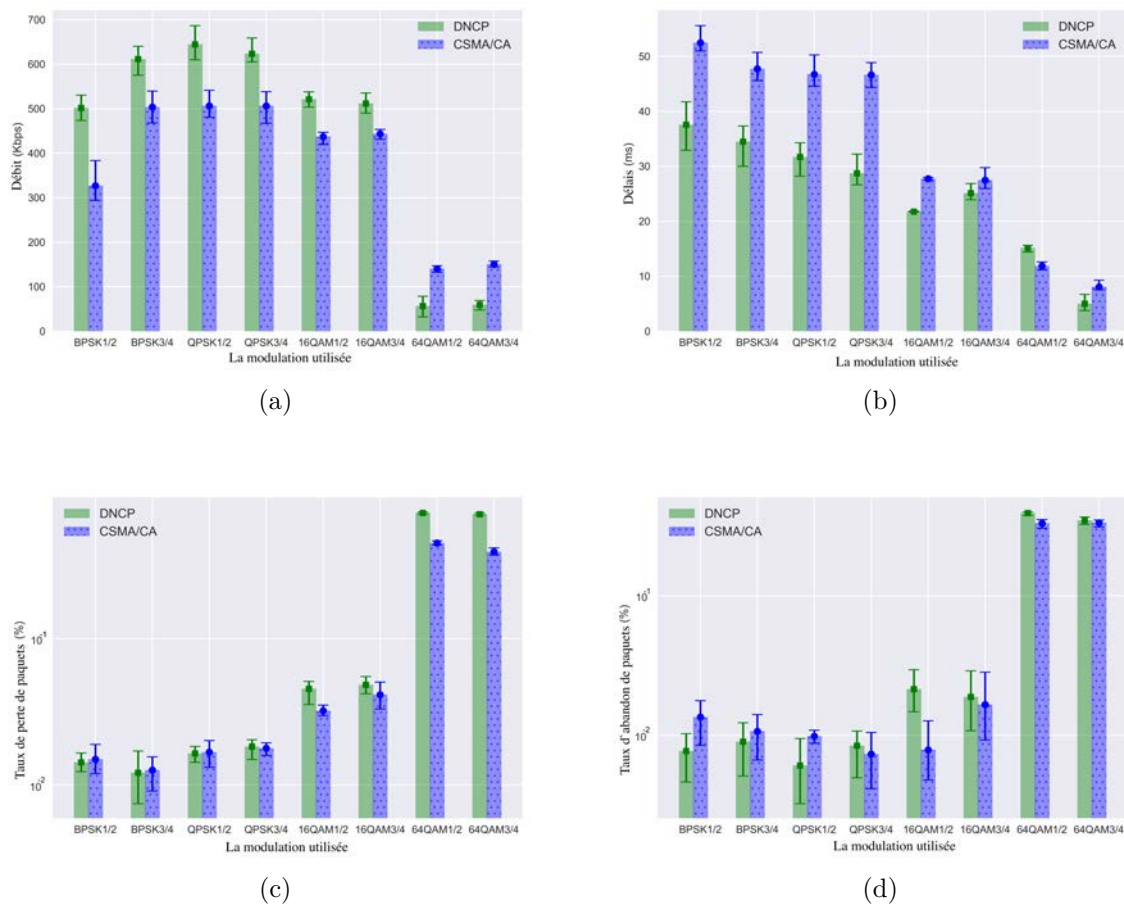 700
600
500
400
300
200
100
0
Débit (Kbps)
DNCP
CSMA/CA
BPSK1/2 BPSK3/4 QPSK1/2 QPSK3/4 16QAM1/2 16QAM3/4 64QAM1/2 64QAM3/4
La modulation utilisée
(a)
50
40
30
20
10
0
Délais (ms)
DNCP
CSMA/CA
BPSK1/2 BPSK3/4 QPSK1/2 QPSK3/4 16QAM1/2 16QAM3/4 64QAM1/2 64QAM3/4
La modulation utilisée
(b)
Taux de perte de paquets (%)
DNCP
CSMA/CA
BPSK1/2 BPSK3/4 QPSK1/2 QPSK3/4 16QAM1/2 16QAM3/4 64QAM1/2 64QAM3/4
La modulation utilisée
(c)
Taux d'abandon de paquets (%)
DNCP
CSMA/CA
BPSK1/2 BPSK3/4 QPSK1/2 QPSK3/4 16QAM1/2 16QAM3/4 64QAM1/2 64QAM3/4
La modulation utilisée
(d)